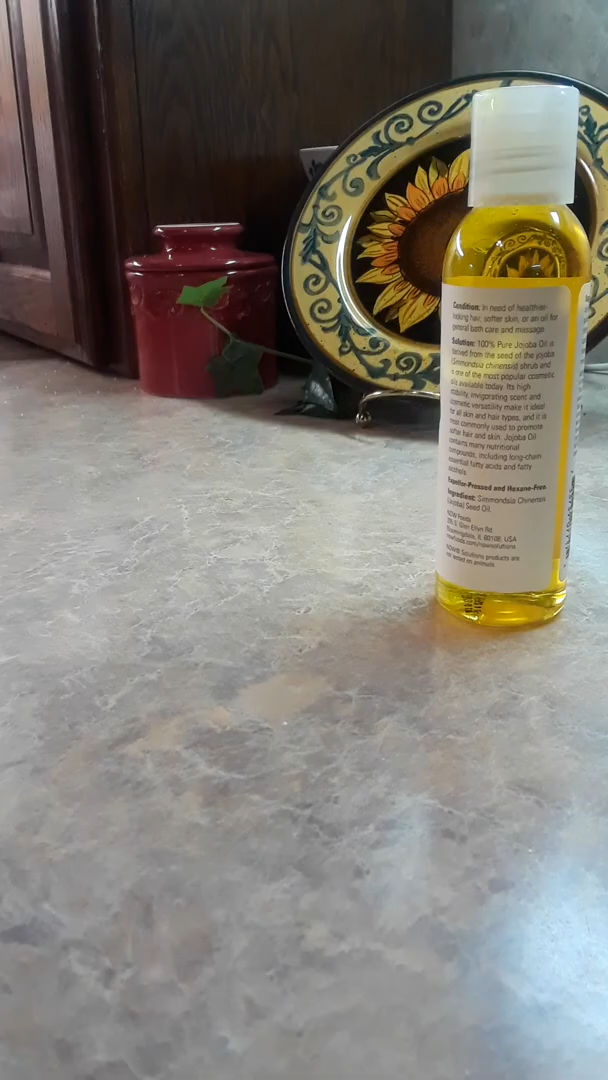 Condition: In need of healthier-
looking hair, softer skin, or an oil for
general bath care and massage.
Solution: 100% Pure Jojoba Oil is
derived from the seed of the jojoba
(Simmondsia chinensis) shrub and
is one of the most popular cosmetic
oils available today. Its high
stability, invigorating scent and
cosmetic versatility make it ideal
for all skin and hair types, and it is
most commonly used to promote
softer hair and skin. Jojoba Oil
contains many nutritional
compounds, including long-chain
essential fatty acids and fatty
alcohols.
Expeller-Pressed and Hexane-Free.
Ingredient: Simmondsia Chinensis
(Jojoba) Seed Oil.
NOW Foods
S. Glen Ellyn Rd.
Bloomingdale, IL 60108, USA
nowfoods.com/nowsolutions
NOW® Solutions products are
not tested on animals.